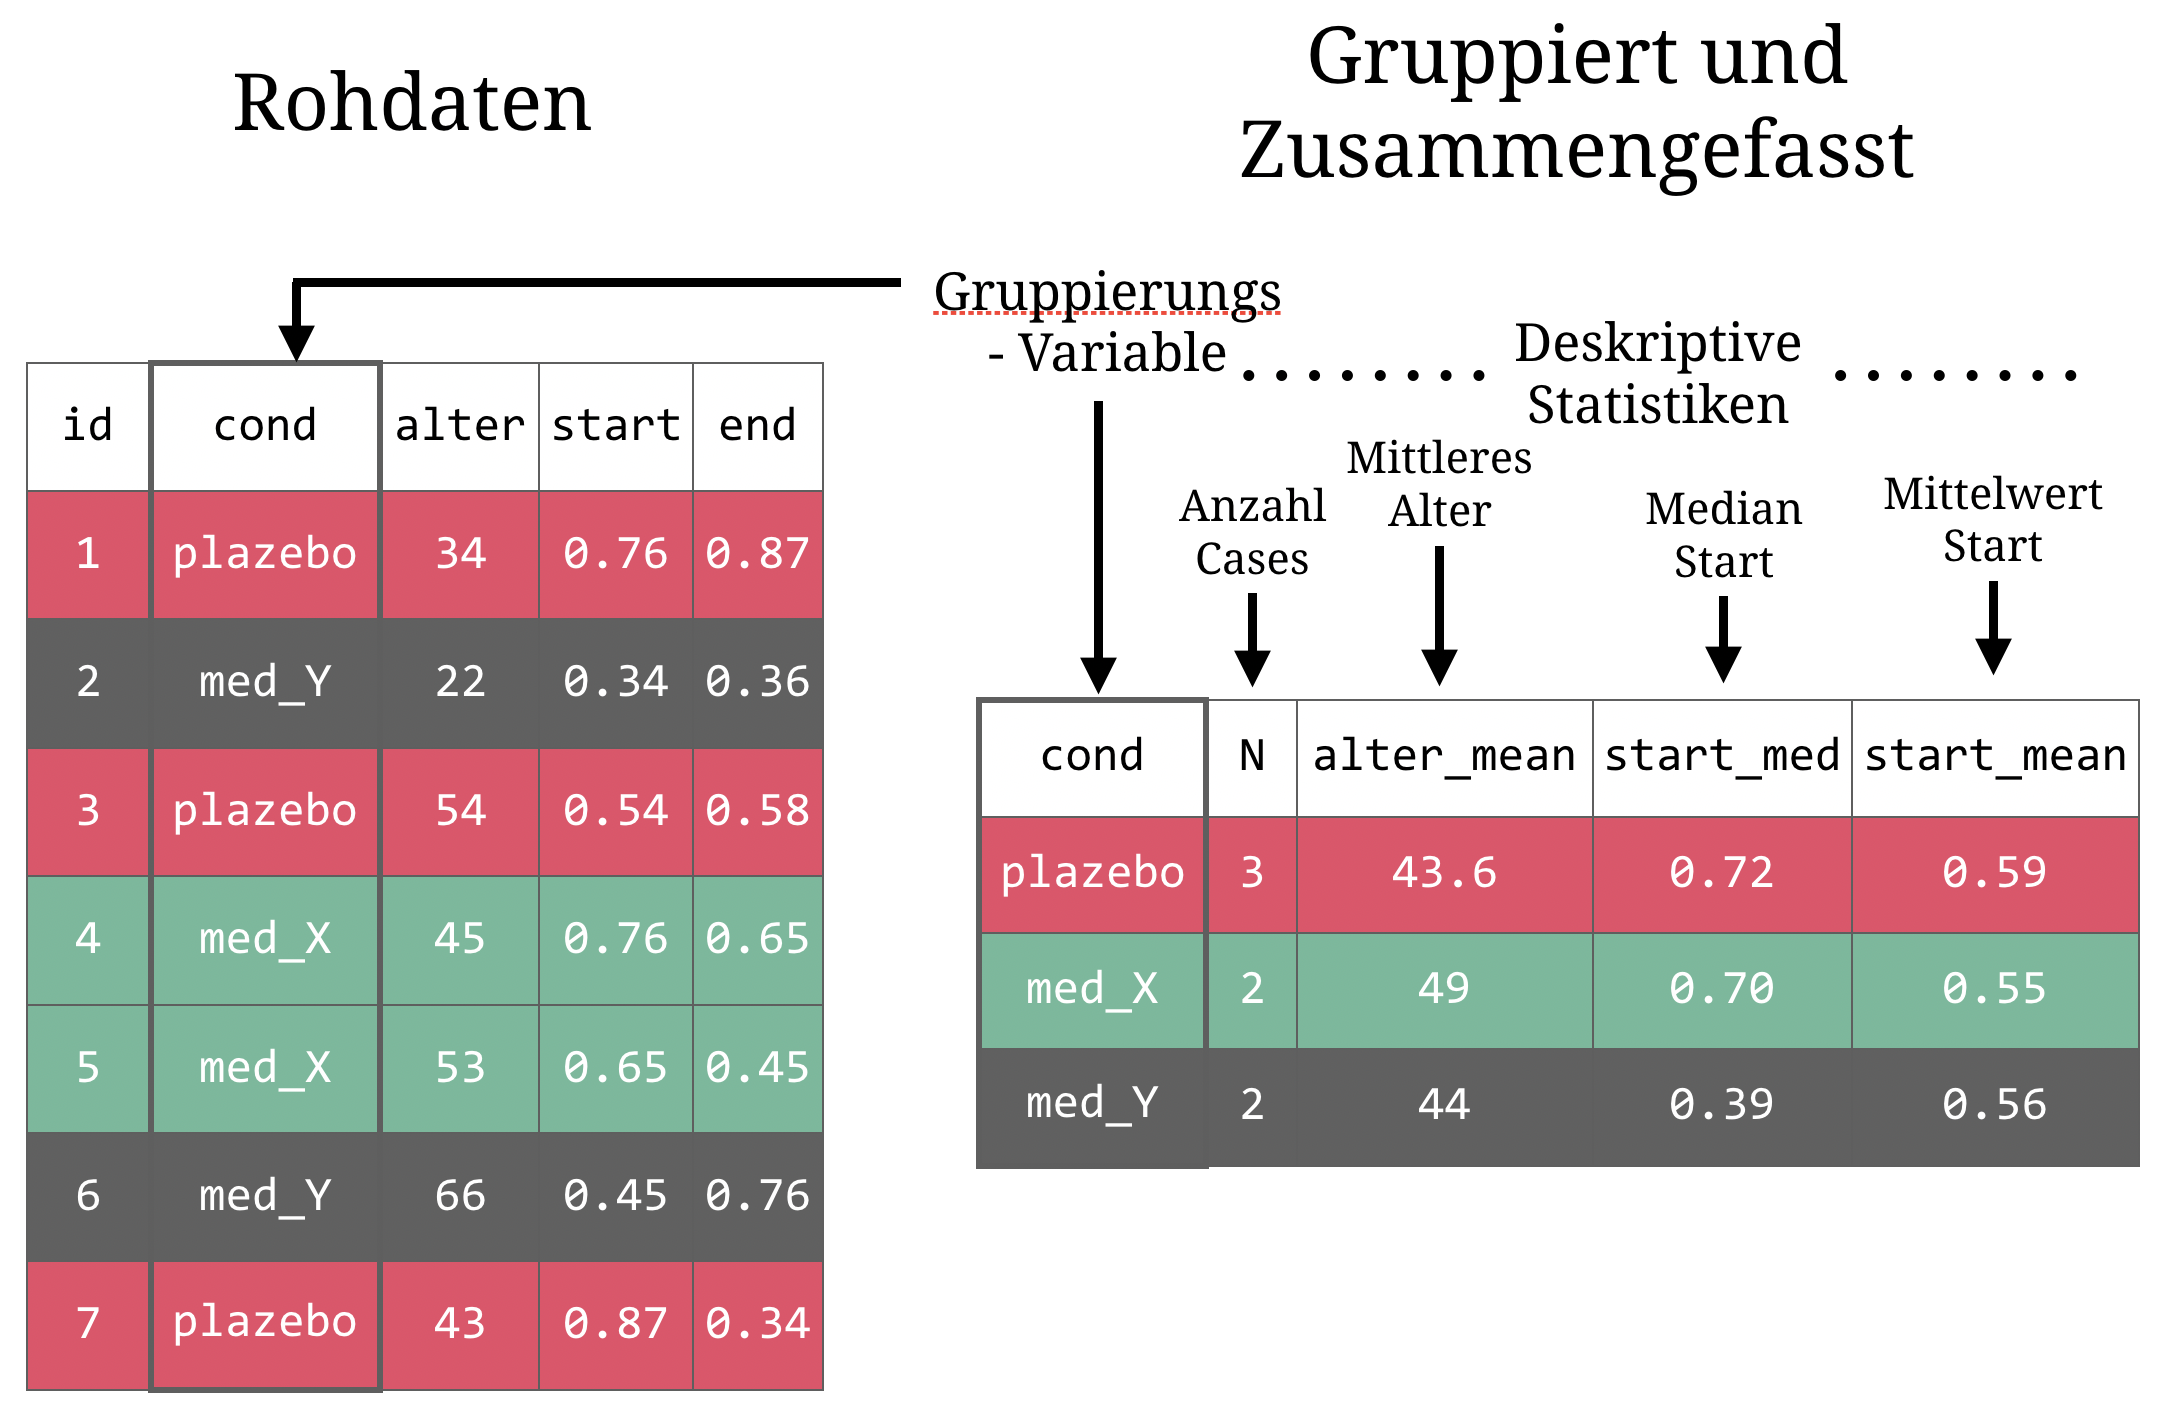 Rohdaten
Gruppiert und
Zusammengefasst
Gruppierungs
- Variable
Deskriptive
Statistiken
Anzahl
Cases
Mittleres
Alter
Median
Start
Mittelwert
Start
id cond alter start end
1 plazebo 34 0.76 0.87
2 med_Y 22 0.34 0.36
3 plazebo 54 0.54 0.58
4 med_X 45 0.76 0.65
5 med_X 53 0.65 0.45
6 med_Y 66 0.45 0.76
7 plazebo 43 0.87 0.34
cond N alter_mean start_med start_mean
plazebo 3 43.6 0.72 0.59
med_X 2 49 0.70 0.55
med_Y 2 44 0.39 0.56